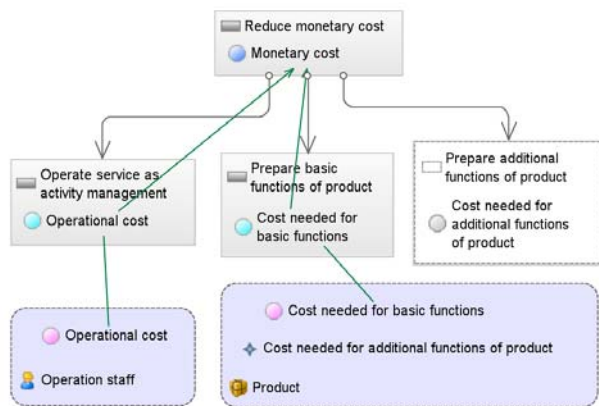 Reduce monetary cost
Monetary cost
Operate service as
activity management
Operational cost
Prepare basic
functions of product
Cost needed for
basic functions
Prepare additional
functions of product
Cost needed for
additional functions
of product
Operational cost
Operation staff
Cost needed for basic functions
Cost needed for additional functions of product
Product